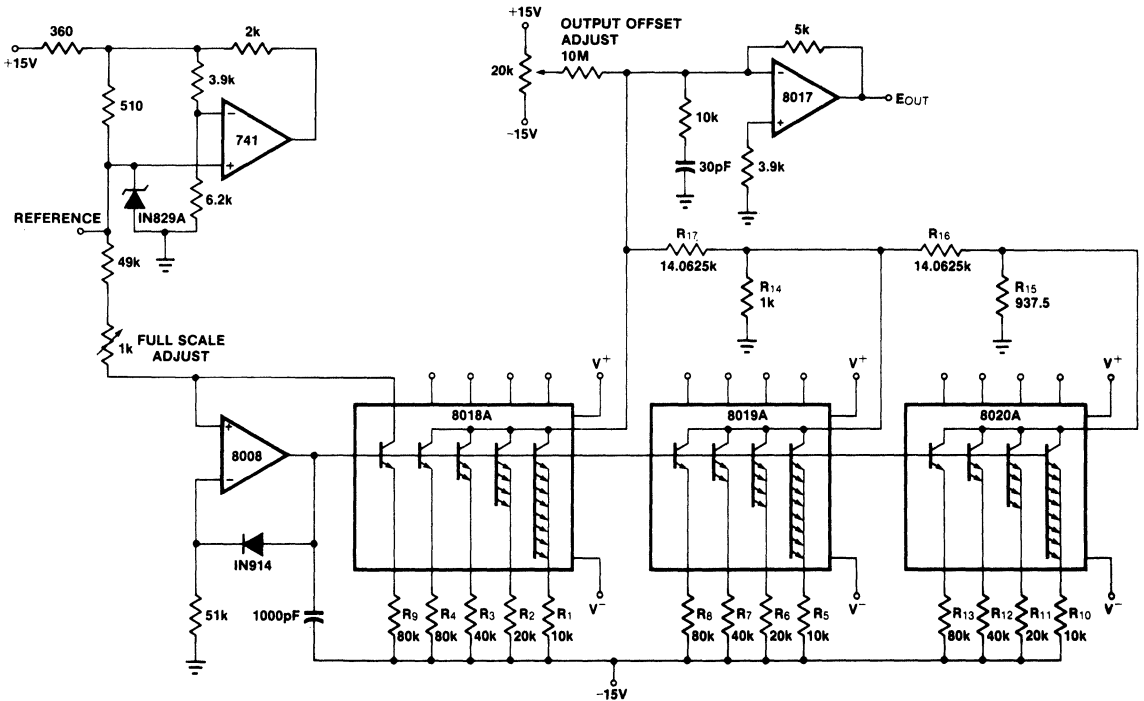 360
+15V
2k
3.9k
510
741
−
+
6.2k
IN829A
REFERENCE
49k
1k
FULL SCALE
ADJUST
+15V
OUTPUT OFFSET
ADJUST
10M
20k
−15V
5k
−
8017
+
EOUT
10k
30pF
3.9k
R17
14.0625k
R14
1k
R16
14.0625k
R15
937.5
V+
V+
V+
8018A
8019A
8020A
+
8008
−
IN914
51k
1000pF
V−
V−
V−
R9
80k
R4
80k
R3
40k
R2
20k
R1
10k
R8
80k
R7
40k
R6
20k
R5
10k
R13
80k
R12
40k
R11
20k
R10
10k
−15V